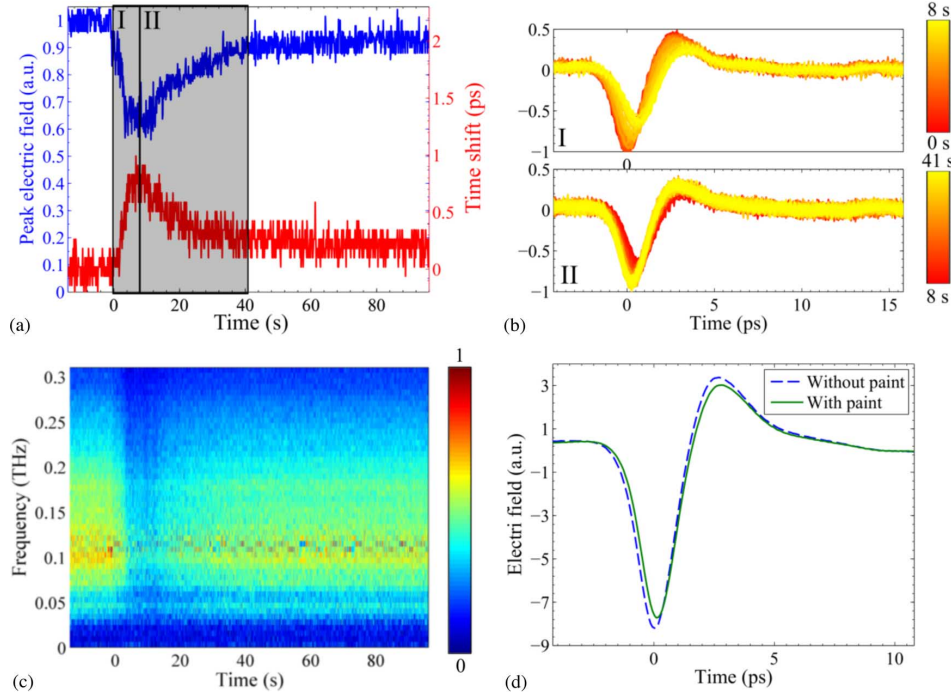 I II
Peak electric field (a.u.)
1
0.9
0.8
0.7
0.6
0.5
0.4
0.3
0.2
0.1
0
2
1.5
1
0.5
0
Time shift (ps)
0 20 40 60 80
Time (s)
(a)
0.5
0
−0.5
−1
I
0
0.5
0
−0.5
−1
II
0 5 10 15
Time (ps)
8 s
0 s
41 s
8 s
(b)
Frequency (THz)
0.3
0.25
0.2
0.15
0.1
0.05
0
0 20 40 60 80
Time (s)
1
0
(c)
Electri field (a.u.)
3
1
−1
−3
−5
−7
−9
Without paint
With paint
0 5 10
Time (ps)
(d)